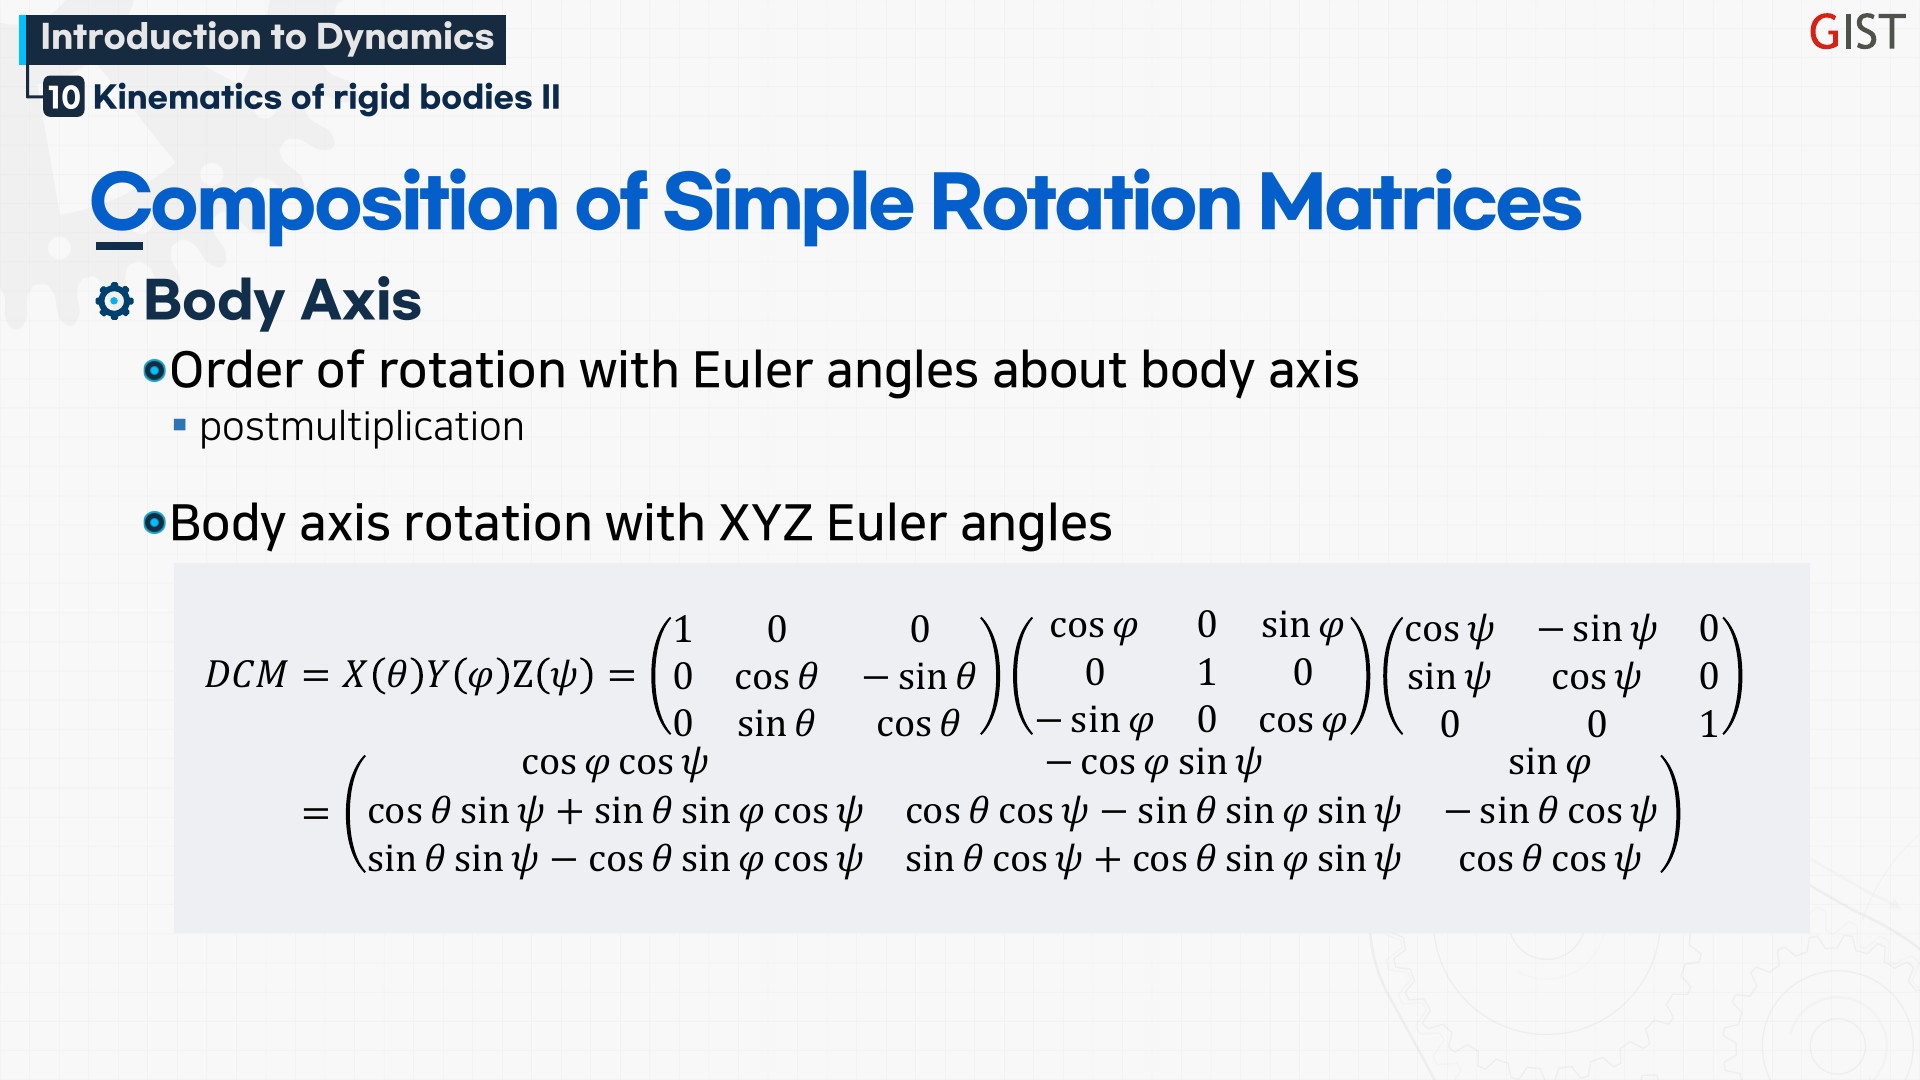 Introduction to Dynamics
GIST
10 Kinematics of rigid bodies II
Composition of Simple Rotation Matrices
Body Axis
Order of rotation with Euler angles about body axis
postmultiplication
Body axis rotation with XYZ Euler angles
1 0 0 cos φ 0 sin φ cos ψ − sin ψ 0
DCM = X(θ)Y(φ)Z(ψ) = ( 0 cos θ − sin θ ) ( 0 1 0 ) ( sin ψ cos ψ 0 )
0 sin θ cos θ − sin φ 0 cos φ 0 0 1
cos φ cos ψ − cos φ sin ψ sin φ
= ( cos θ sin ψ + sin θ sin φ cos ψ cos θ cos ψ − sin θ sin φ sin ψ − sin θ cos ψ )
sin θ sin ψ − cos θ sin φ cos ψ sin θ cos ψ + cos θ sin φ sin ψ cos θ cos ψ